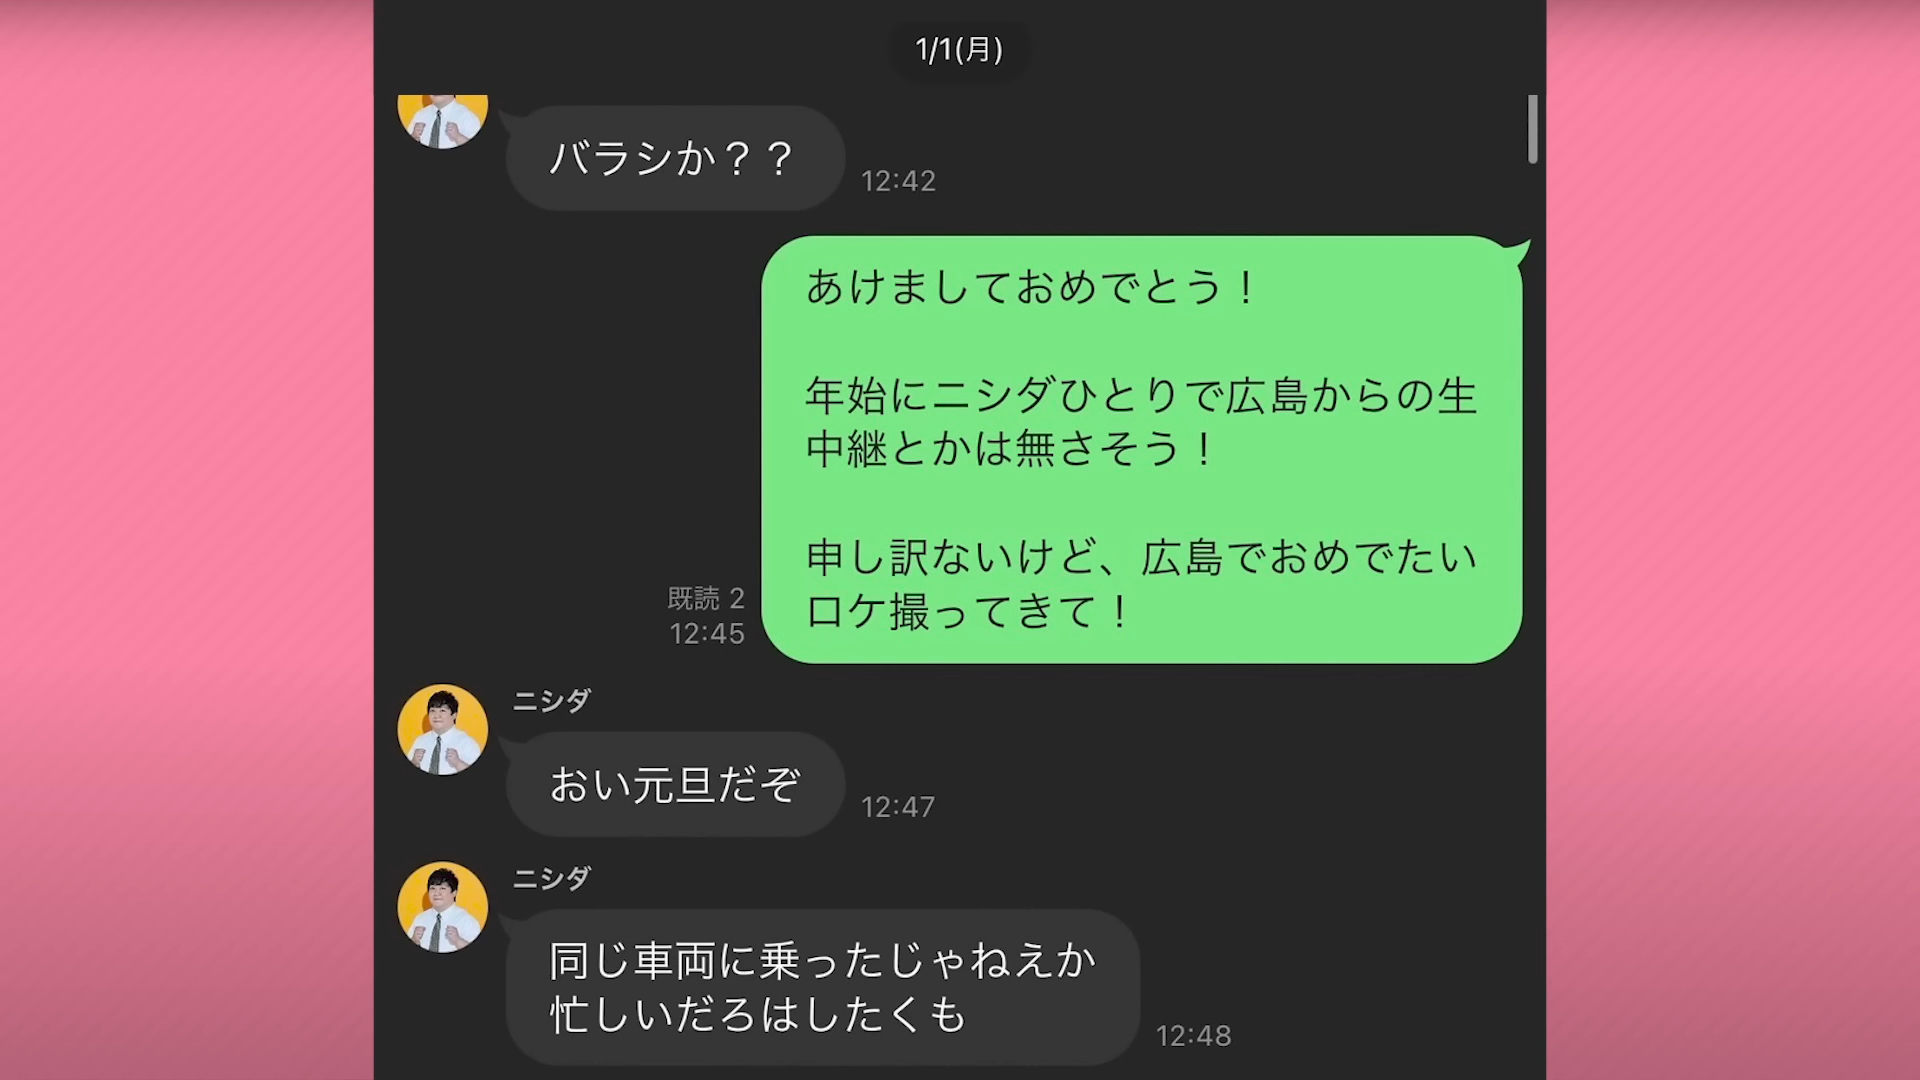 1/1(月)
バラシか？？
12:42
あけましておめでとう！
年始にニシダひとりで広島からの生
中継とかは無さそう！
申し訳ないけど、広島でおめでたい
ロケ撮ってきて！
既読 2
12:45
ニシダ
おい元旦だぞ
12:47
ニシダ
同じ車両に乗ったじゃねえか
忙しいだろはしたくも
12:48